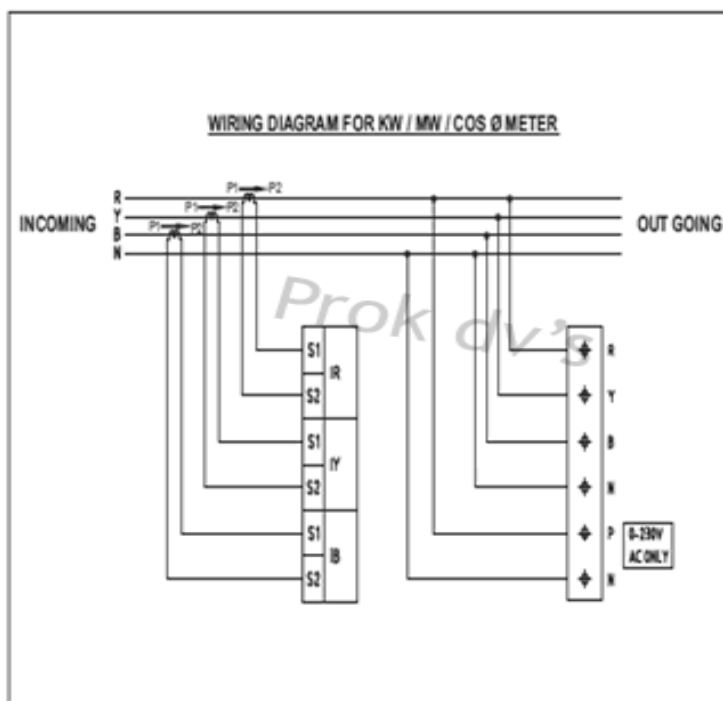 WIRING DIAGRAM FOR KW / MW / COS Ø METER
P1 P2
R
P1 P2
Y
P1 P2
B
N
INCOMING
OUT GOING
Prok dv's
S1
S2
IR
S1
S2
IY
S1
S2
IB
R
Y
B
N
P
N
0-230V
AC ONLY